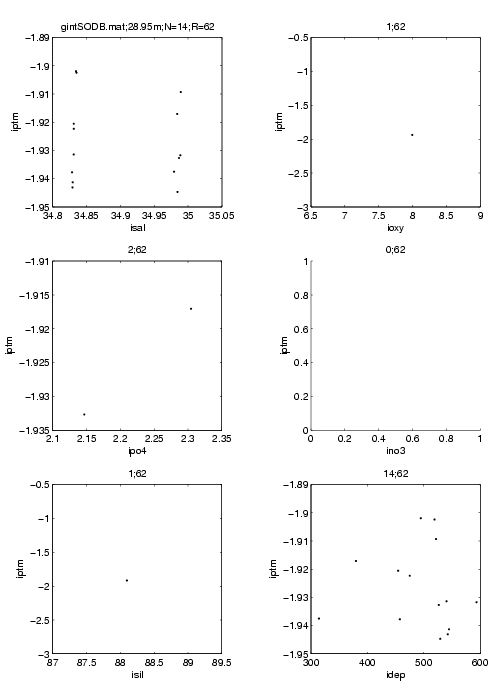 gintSODB.mat;28.95m;N=14;R=62
−1.89
−1.9
−1.91
−1.92
−1.93
−1.94
−1.95
iptm
34.8 34.85 34.9 34.95 35 35.05
isal
1;62
−0.5
−1
−1.5
−2
−2.5
−3
iptm
6.5 7 7.5 8 8.5 9
ioxy
2;62
−1.91
−1.915
−1.92
−1.925
−1.93
−1.935
iptm
2.1 2.15 2.2 2.25 2.3 2.35
ipo4
0;62
1
0.8
0.6
0.4
0.2
0
iptm
0 0.2 0.4 0.6 0.8 1
ino3
1;62
−0.5
−1
−1.5
−2
−2.5
−3
iptm
87 87.5 88 88.5 89 89.5
isil
14;62
−1.89
−1.9
−1.91
−1.92
−1.93
−1.94
−1.95
iptm
300 400 500 600
idep